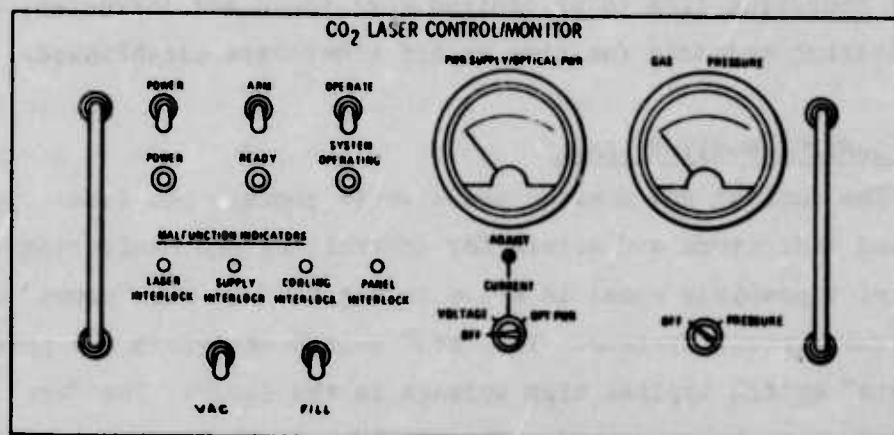 CO2 LASER CONTROL/MONITOR
PWR SUPPLY/OPTICAL PWR
GAS PRESSURE
POWER ARM OPERATE
POWER READY SYSTEM OPERATING
MALFUNCTION INDICATORS
LASER INTERLOCK
SUPPLY INTERLOCK
COOLING INTERLOCK
PANEL INTERLOCK
ADJUST
CURRENT
VOLTAGE OPT PWR
OFF
OFF PRESSURE
VAC FILL